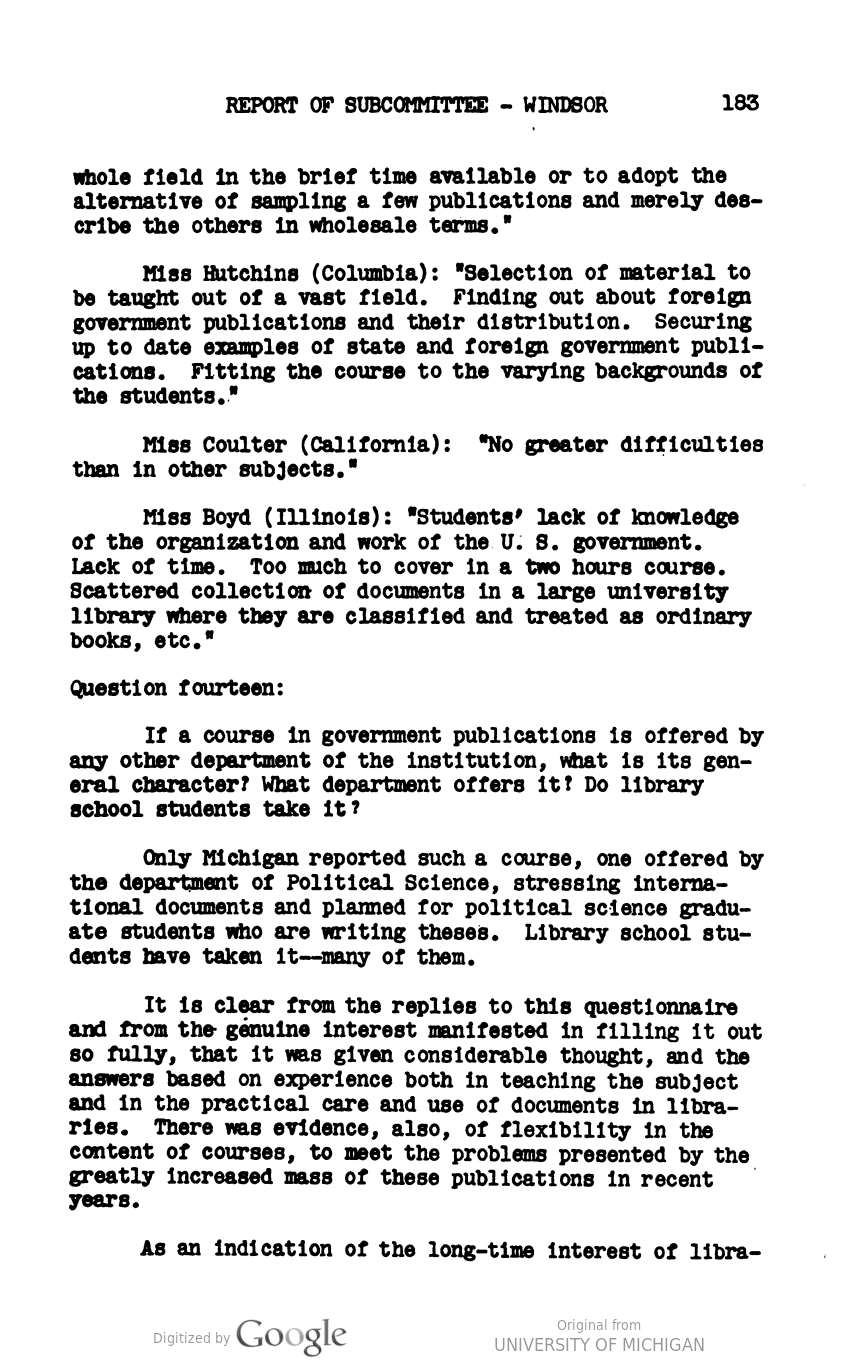 REPORT OF SUBCOMMITTEE - WINDSOR 183
whole field in the brief time available or to adopt the
alternative of sampling a few publications and merely des-
cribe the others in wholesale terms."
Miss Hutchins (Columbia): "Selection of material to
be taught out of a vast field. Finding out about foreign
government publications and their distribution. Securing
up to date examples of state and foreign government publi-
cations. Fitting the course to the varying backgrounds of
the students."
Miss Coulter (California): "No greater difficulties
than in other subjects."
Miss Boyd (Illinois): "Students' lack of knowledge
of the organization and work of the U. S. government.
Lack of time. Too much to cover in a two hours course.
Scattered collection of documents in a large university
library where they are classified and treated as ordinary
books, etc."
Question fourteen:
If a course in government publications is offered by
any other department of the institution, what is its gen-
eral character? What department offers it? Do library
school students take it?
Only Michigan reported such a course, one offered by
the department of Political Science, stressing interna-
tional documents and planned for political science gradu-
ate students who are writing theses. Library school stu-
dents have taken it--many of them.
It is clear from the replies to this questionnaire
and from the genuine interest manifested in filling it out
so fully, that it was given considerable thought, and the
answers based on experience both in teaching the subject
and in the practical care and use of documents in libra-
ries. There was evidence, also, of flexibility in the
content of courses, to meet the problems presented by the
greatly increased mass of these publications in recent
years.
As an indication of the long-time interest of libra-
Digitized by Google
Original from
UNIVERSITY OF MICHIGAN